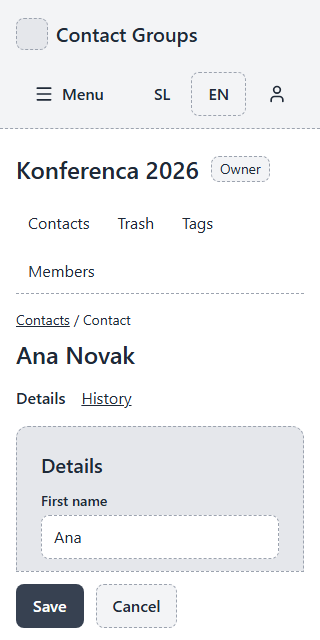 Contact Groups
Menu SL EN
Konferenca 2026 Owner
Contacts Trash Tags
Members
Contacts / Contact
Ana Novak
Details History
Details
First name
Ana
Save Cancel